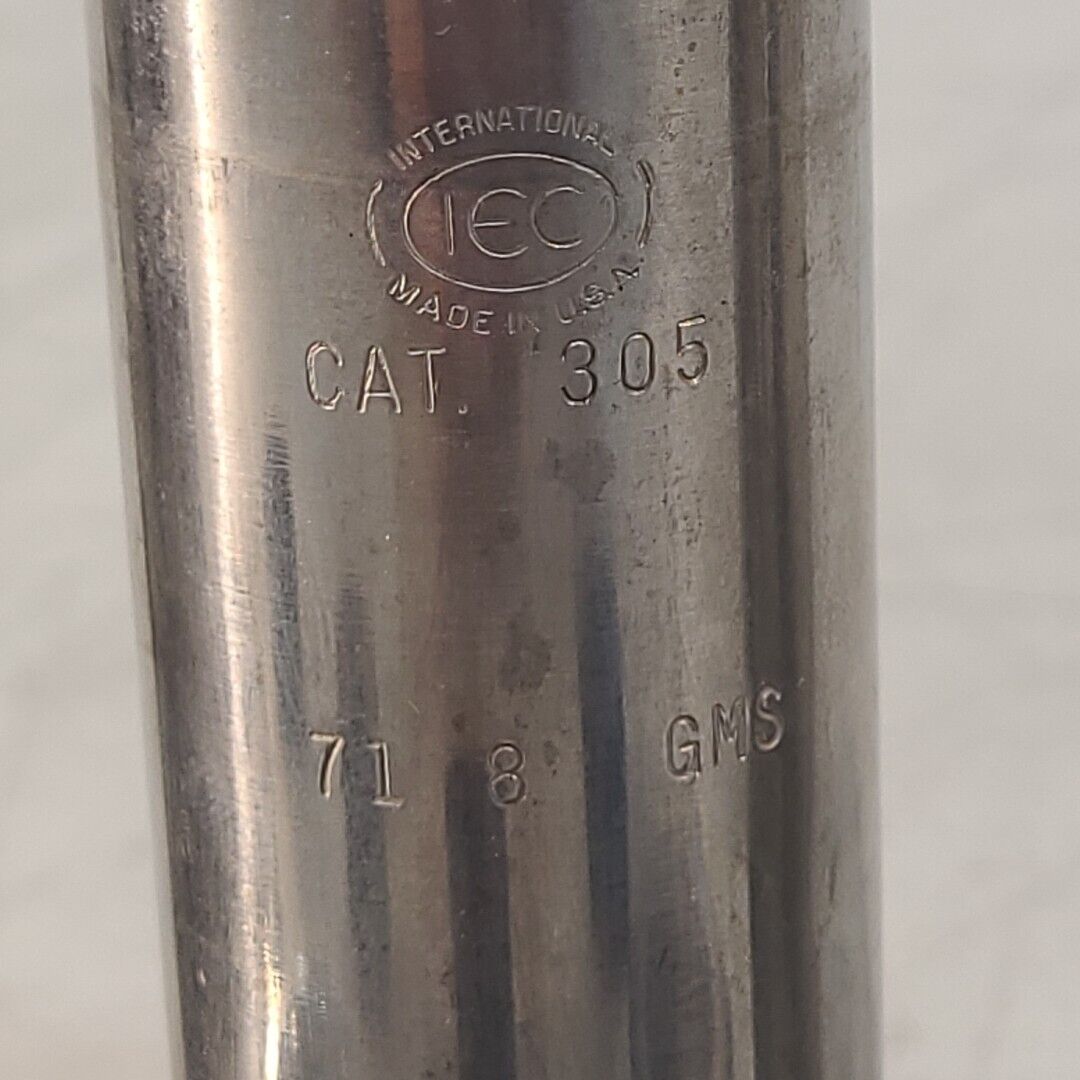 INTERNATIONAL
IEC
MADE IN U.S.A.
CAT. 305
71 8 GMS